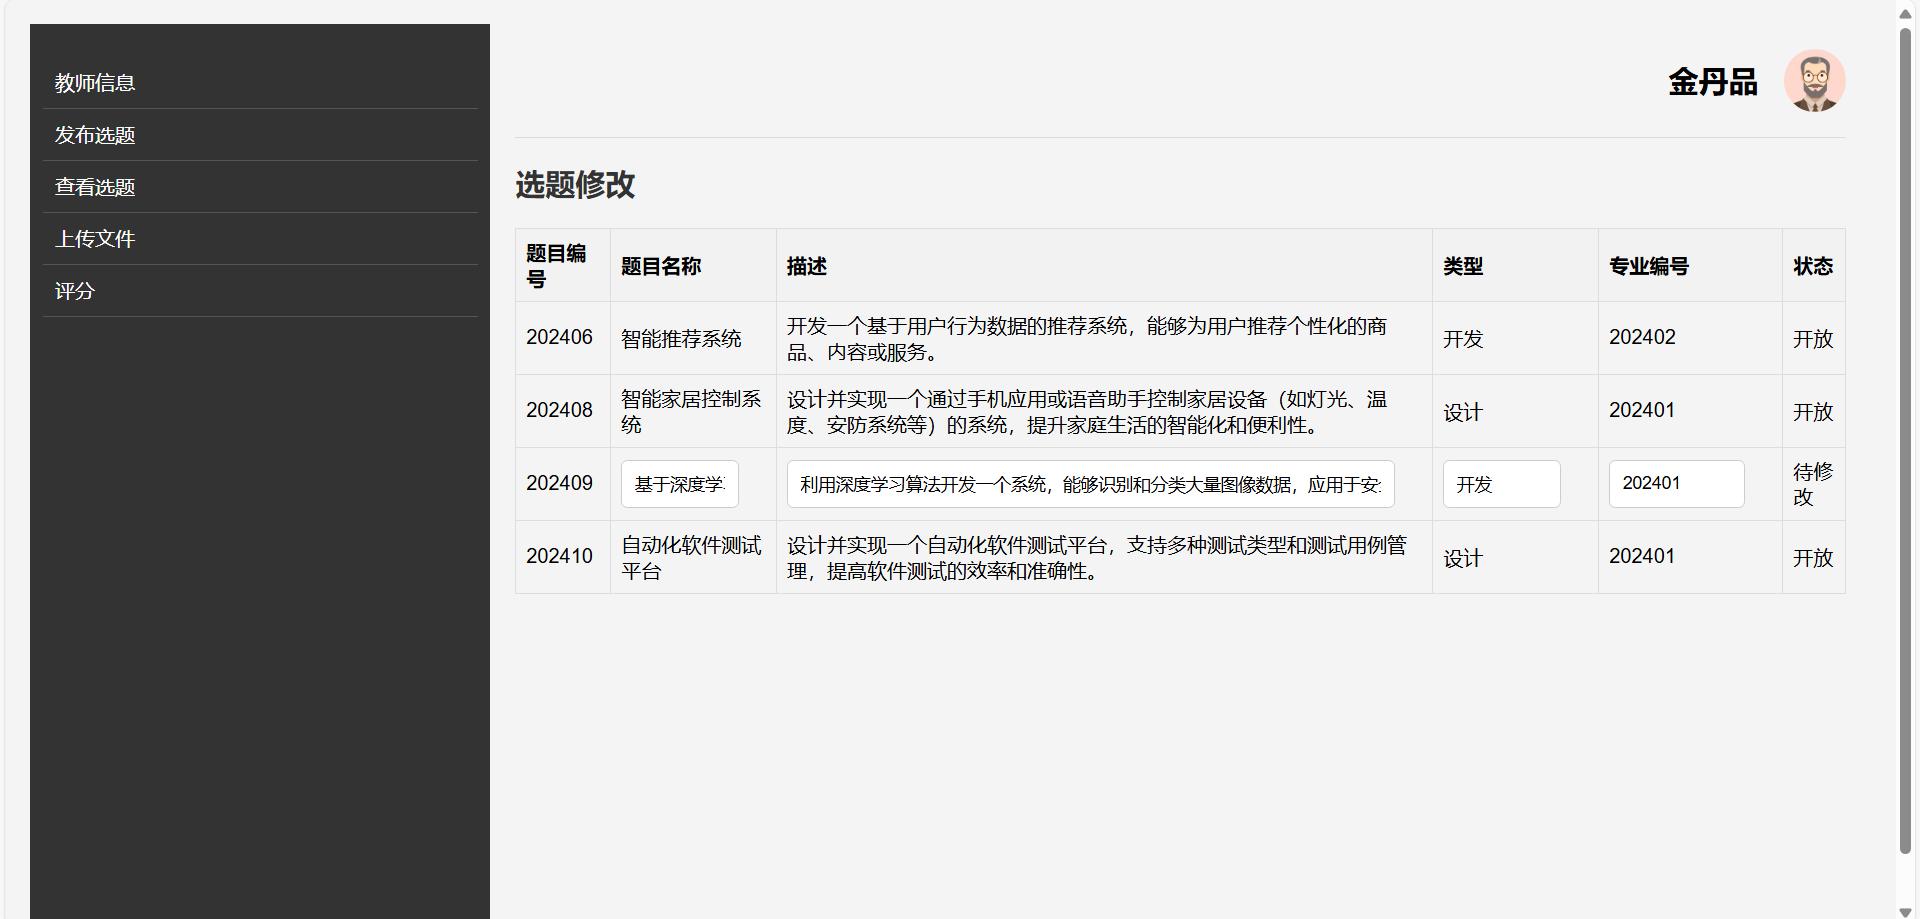 教师信息
发布选题
查看选题
上传文件
评分
金丹品
选题修改
题目编
号
题目名称
描述
类型
专业编号
状态
202406
智能推荐系统
开发一个基于用户行为数据的推荐系统，能够为用户推荐个性化的商
品、内容或服务。
开发
202402
开放
202408
智能家居控制系
统
设计并实现一个通过手机应用或语音助手控制家居设备（如灯光、温
度、安防系统等）的系统，提升家庭生活的智能化和便利性。
设计
202401
开放
202409
基于深度学
利用深度学习算法开发一个系统，能够识别和分类大量图像数据，应用于安
开发
202401
待修
改
202410
自动化软件测试
平台
设计并实现一个自动化软件测试平台，支持多种测试类型和测试用例管
理，提高软件测试的效率和准确性。
设计
202401
开放